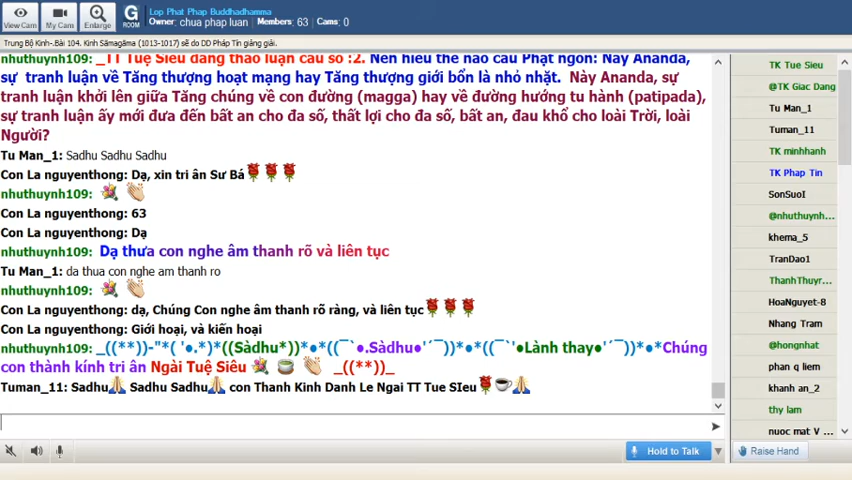 Lop Phat Phap Buddhadhamma
Owner: chua phap luan Members: 63 Cams: 0
View Cam
My Cam
Enlarge
G
ROOM
Trung Bộ Kinh-.Bài 104. Kinh Sāmagāma (1013-1017) sẽ do DD Pháp Tín giảng giải.
nhuthuynh109: _TT Tuệ Siêu đang thảo luận câu số :2. Nên hiểu thế nào câu Phật ngôn: Này Ananda,
sự tranh luận về Tăng thượng hoạt mạng hay Tăng thượng giới bổn là nhỏ nhặt. Này Ananda, sự
tranh luận khởi lên giữa Tăng chúng về con đường (magga) hay về đường hướng tu hành (patipada),
sự tranh luận ấy mới đưa đến bất an cho đa số, thất lợi cho đa số, bất an, đau khổ cho loài Trời, loài
Người?
Tu Man_1: Sadhu Sadhu Sadhu
Con La nguyenthong: Dạ, xin tri ân Sư Bá
nhuthuynh109:
Con La nguyenthong: 63
Con La nguyenthong: Dạ
nhuthuynh109: Dạ thưa con nghe âm thanh rõ và liên tục
Tu Man_1: da thua con nghe am thanh ro
nhuthuynh109:
Con La nguyenthong: dạ, Chúng Con nghe âm thanh rõ ràng, và liên tục
Con La nguyenthong: Giới hoại, và kiến hoại
nhuthuynh109: _((**))-"*( '●.*)*((Sàdhu*))*●*((¯`●.Sàdhu●'´¯))*●*((¯`'●Lành thay●'´¯))*●*Chúng
con thành kính tri ân Ngài Tuệ Siêu _((**))_
Tuman_11: Sadhu Sadhu Sadhu con Thanh Kinh Danh Le Ngai TT Tue SIeu
Hold to Talk
TK Tue Sieu
@TK Giac Dang
Tu Man_1
Tuman_11
TK minhhanh
TK Phap Tin
SonSuoI
@nhuthuynh...
khema_5
TranDao1
ThanhThuyr...
HoaNguyet-8
Nhang Tram
@hongnhat
phan q liem
khanh an_2
thy lam
nuoc mat V ...
Raise Hand